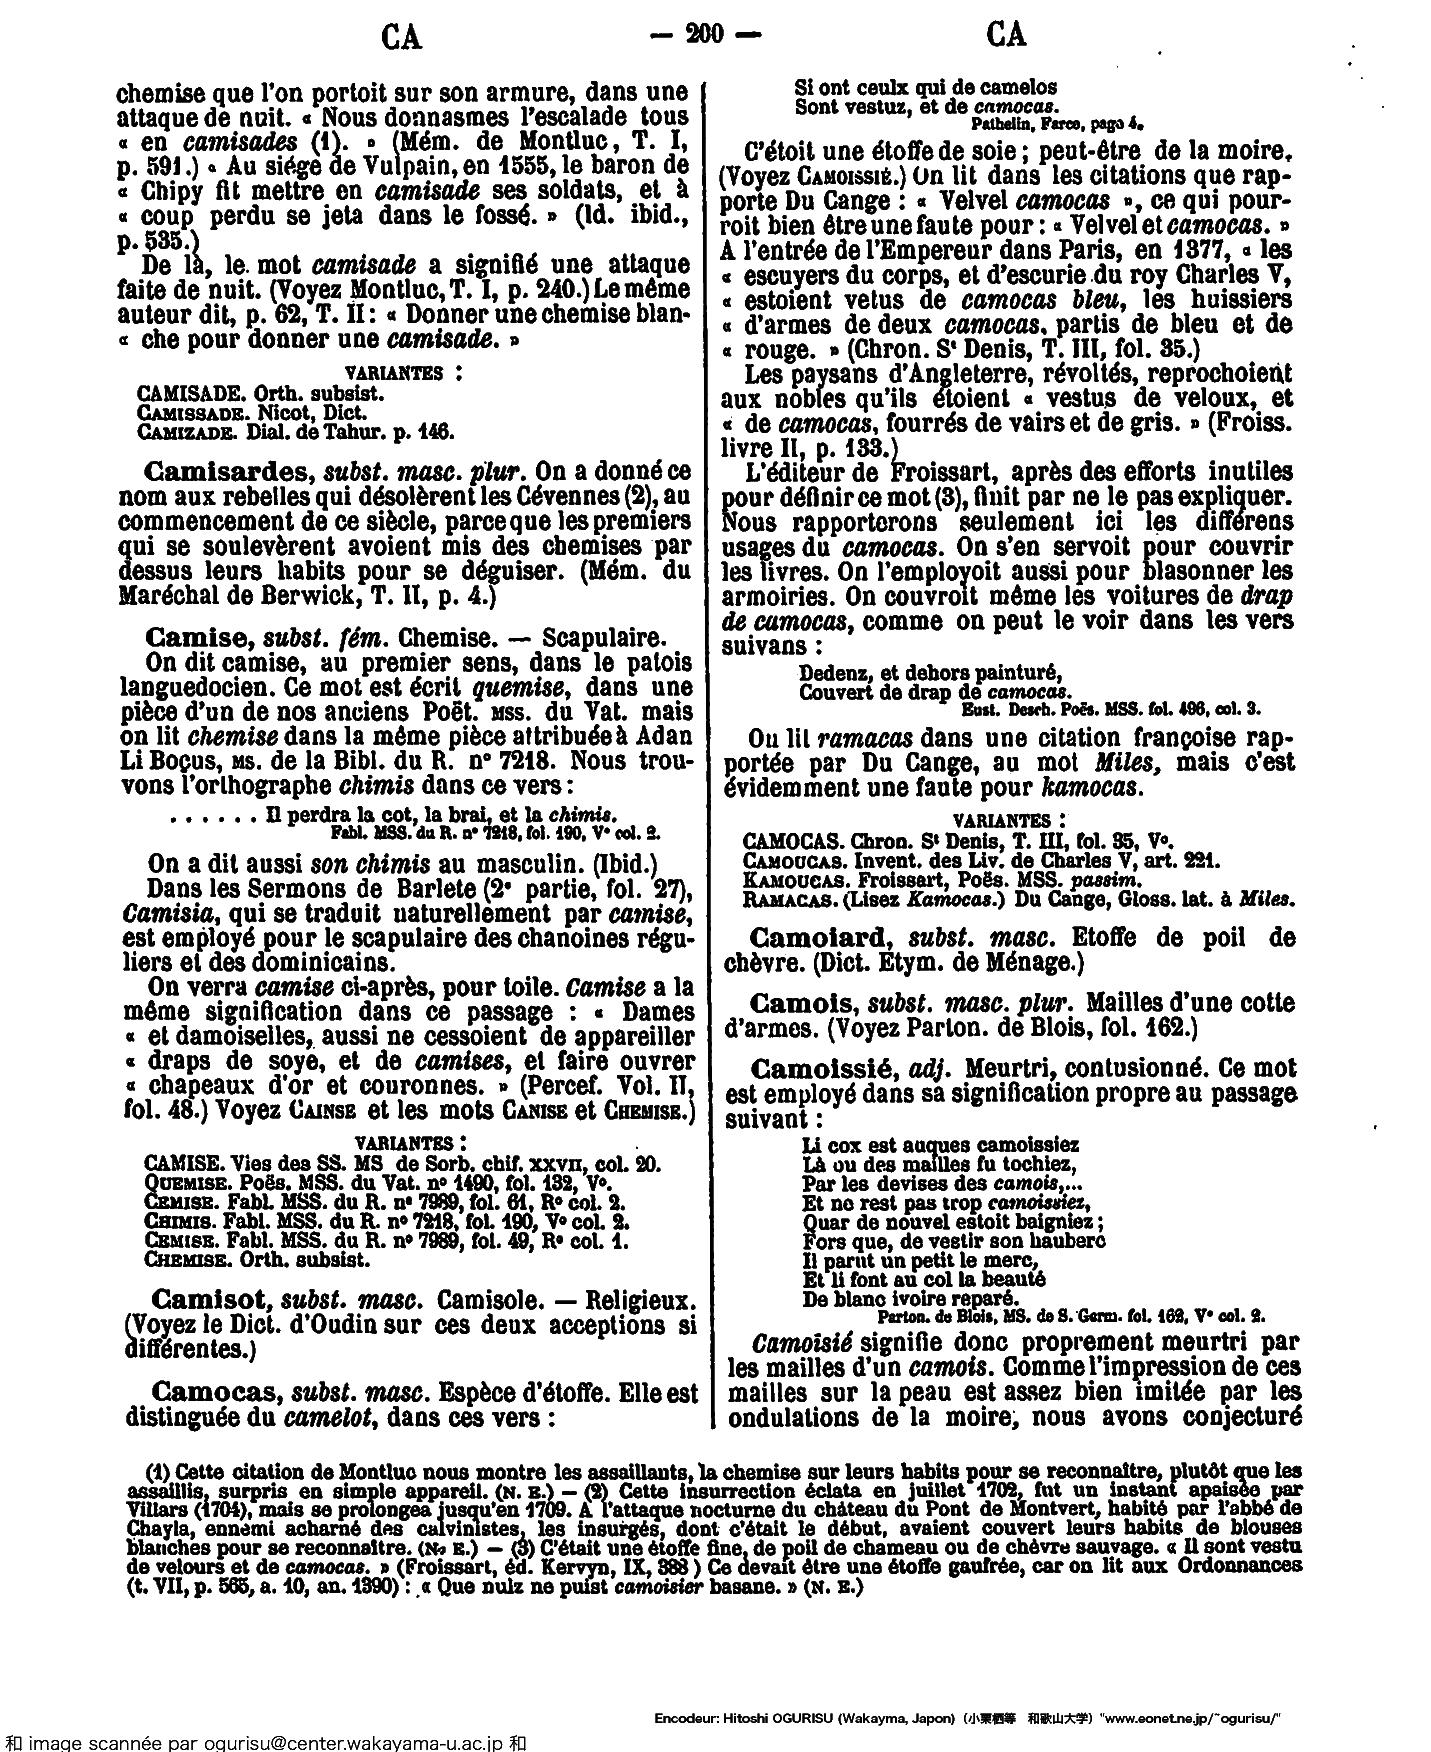 CA — 200 — CA
chemise que l'on portoit sur son armure, dans une
attaque de nuit. « Nous donnasmes l'escalade tous
« en camisades (1). » (Mém. de Montluc, T. I,
p. 591.) « Au siége de Vulpain, en 1555, le baron de
« Chipy fit mettre en camisade ses soldats, et à
« coup perdu se jeta dans le fossé. » (Id. ibid.,
p. 535.)
De là, le mot camisade a signifié une attaque
faite de nuit. (Voyez Montluc, T. I, p. 240.) Le même
auteur dit, p. 62, T. II : « Donner une chemise blan-
« che pour donner une camisade. »
VARIANTES :
CAMISADE. Orth. subsist.
CAMISSADE. Nicot, Dict.
CAMIZADE. Dial. de Tahur. p. 146.
Camisardes, subst. masc. plur. On a donné ce
nom aux rebelles qui désolèrent les Cévennes (2), au
commencement de ce siècle, parce que les premiers
qui se soulevèrent avoient mis des chemises par
dessus leurs habits pour se déguiser. (Mém. du
Maréchal de Berwick, T. II, p. 4.)
Camise, subst. fém. Chemise. — Scapulaire.
On dit camise, au premier sens, dans le patois
languedocien. Ce mot est écrit quemise, dans une
pièce d'un de nos anciens Poët. MSS. du Vat. mais
on lit chemise dans la même pièce attribuée à Adan
Li Boçus, MS. de la Bibl. du R. n° 7218. Nous trou-
vons l'orthographe chimis dans ce vers :
. . . . . . Il perdra la cot, la brai, et la chimis.
Fabl. MSS. du R. n° 7218, fol. 190, V° col. 2.
On a dit aussi son chimis au masculin. (Ibid.)
Dans les Sermons de Barlete (2e partie, fol. 27),
Camisia, qui se traduit naturellement par camise,
est employé pour le scapulaire des chanoines régu-
liers et des dominicains.
On verra camise ci-après, pour toile. Camise a la
même signification dans ce passage : « Dames
« et damoiselles, aussi ne cessoient de appareiller
« draps de soye, et de camises, et faire ouvrer
« chapeaux d'or et couronnes. » (Percef. Vol. II,
fol. 48.) Voyez CAINSE et les mots CANISE et CHEMISE.)
VARIANTES :
CAMISE. Vies des SS. MS de Sorb. chif. XXVII, col. 20.
QUEMISE. Poës. MSS. du Vat. n° 1490, fol. 132, V°.
CEMISE. Fabl. MSS. du R. n° 7989, fol. 61, R° col. 2.
CHIMIS. Fabl. MSS. du R. n° 7218, fol. 190, V° col. 2.
CEMISE. Fabl. MSS. du R. n° 7989, fol. 49, R° col. 1.
CHEMISE. Orth. subsist.
Camisot, subst. masc. Camisole. — Religieux.
(Voyez le Dict. d'Oudin sur ces deux acceptions si
différentes.)
Camocas, subst. masc. Espèce d'étoffe. Elle est
distinguée du camelot, dans ces vers :
Si ont ceulx qui de camelos
Sont vestuz, et de camocas.
Pathelin, Farce, page 4.
C'étoit une étoffe de soie ; peut-être de la moire.
(Voyez CAMOISSIÉ.) On lit dans les citations que rap-
porte Du Cange : « Velvel camocas », ce qui pour-
roit bien être une faute pour : « Velvel et camocas. »
A l'entrée de l'Empereur dans Paris, en 1377, « les
« escuyers du corps, et d'escurie du roy Charles V,
« estoient vetus de camocas bleu, les huissiers
« d'armes de deux camocas, partis de bleu et de
« rouge. » (Chron. St Denis, T. III, fol. 35.)
Les paysans d'Angleterre, révoltés, reprochoient
aux nobles qu'ils étoient « vestus de veloux, et
« de camocas, fourrés de vairs et de gris. » (Froiss.
livre II, p. 133.)
L'éditeur de Froissart, après des efforts inutiles
pour définir ce mot (3), finit par ne le pas expliquer.
Nous rapporterons seulement ici les différens
usages du camocas. On s'en servoit pour couvrir
les livres. On l'employoit aussi pour blasonner les
armoiries. On couvroit même les voitures de drap
de camocas, comme on peut le voir dans les vers
suivans :
Dedenz, et dehors painturé,
Couvert de drap de camocas.
Eust. Desch. Poës. MSS. fol. 496, col. 3.
On lit ramacas dans une citation françoise rap-
portée par Du Cange, au mot Miles, mais c'est
évidemment une faute pour kamocas.
VARIANTES :
CAMOCAS. Chron. St Denis, T. III, fol. 35, V°.
CAMOUCAS. Invent. des Liv. de Charles V, art. 221.
KAMOUCAS. Froissart, Poës. MSS. passim.
RAMACAS. (Lisez Kamocas.) Du Cange, Gloss. lat. à Miles.
Camoiard, subst. masc. Etoffe de poil de
chèvre. (Dict. Etym. de Ménage.)
Camois, subst. masc. plur. Mailles d'une cotte
d'armes. (Voyez Parton. de Blois, fol. 162.)
Camoissié, adj. Meurtri, contusionné. Ce mot
est employé dans sa signification propre au passage
suivant :
Li cox est auques camoissiez
Là ou des mailles fu tochiez,
Par les devises des camois,...
Et ne rest pas trop camoissiez,
Quar de nouvel estoit baigniez ;
Fors que, de vestir son hauberc
Il parut un petit le merc,
Et li font au col la beauté
De blanc ivoire reparé.
Parton. de Blois, MS. de S. Germ. fol. 162, V° col. 2.
Camoisié signifie donc proprement meurtri par
les mailles d'un camois. Comme l'impression de ces
mailles sur la peau est assez bien imitée par les
ondulations de la moire, nous avons conjecturé
(1) Cette citation de Montluc nous montre les assaillants, la chemise sur leurs habits pour se reconnaître, plutôt que les
assaillis, surpris en simple appareil. (N. E.) — (2) Cette insurrection éclata en juillet 1702, fut un instant apaisée par
Villars (1704), mais se prolongea jusqu'en 1709. A l'attaque nocturne du château du Pont de Montvert, habité par l'abbé de
Chayla, ennemi acharné des calvinistes, les insurgés, dont c'était le début, avaient couvert leurs habits de blouses
blanches pour se reconnaître. (N. E.) — (3) C'était une étoffe fine, de poil de chameau ou de chèvre sauvage. « Il sont vestu
de velours et de camocas. » (Froissart, éd. Kervyn, IX, 388 ) Ce devait être une étoffe gaufrée, car on lit aux Ordonnances
(t. VII, p. 565, a. 10, an. 1390) : « Que nulz ne puist camoisier basane. » (N. E.)
Encodeur: Hitoshi OGURISU (Wakayma, Japon) (小栗栖等 和歌山大学) "www.eonet.ne.jp/~ogurisu/"
和 image scannée par ogurisu@center.wakayama-u.ac.jp 和